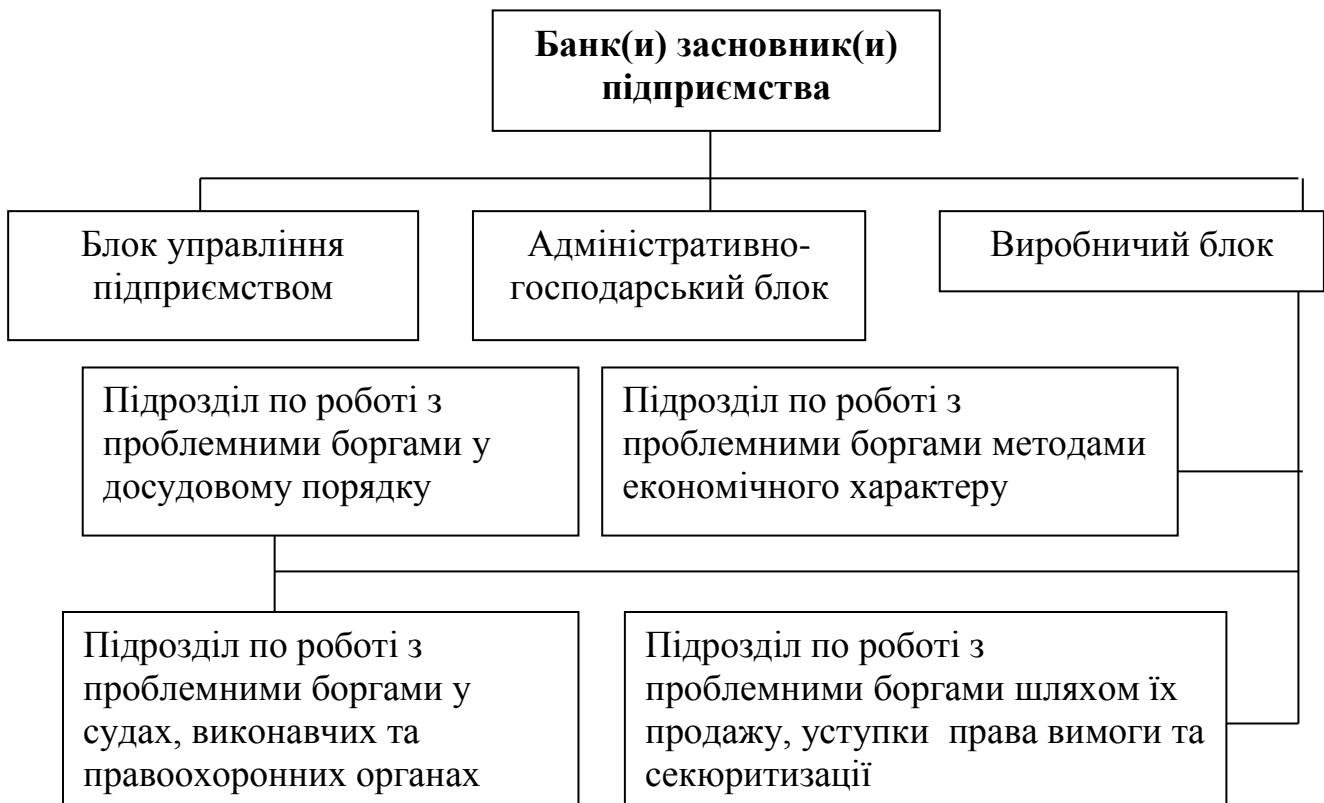 Банк(и) засновник(и)
підприємства
Блок управління
підприємством
Адміністративно-
господарський блок
Виробничий блок
Підрозділ по роботі з
проблемними боргами у
досудовому порядку
Підрозділ по роботі з
проблемними боргами методами
економічного характеру
Підрозділ по роботі з
проблемними боргами у
судах, виконавчих та
правоохоронних органах
Підрозділ по роботі з
проблемними боргами шляхом їх
продажу, уступки  права вимоги та
секюритизації